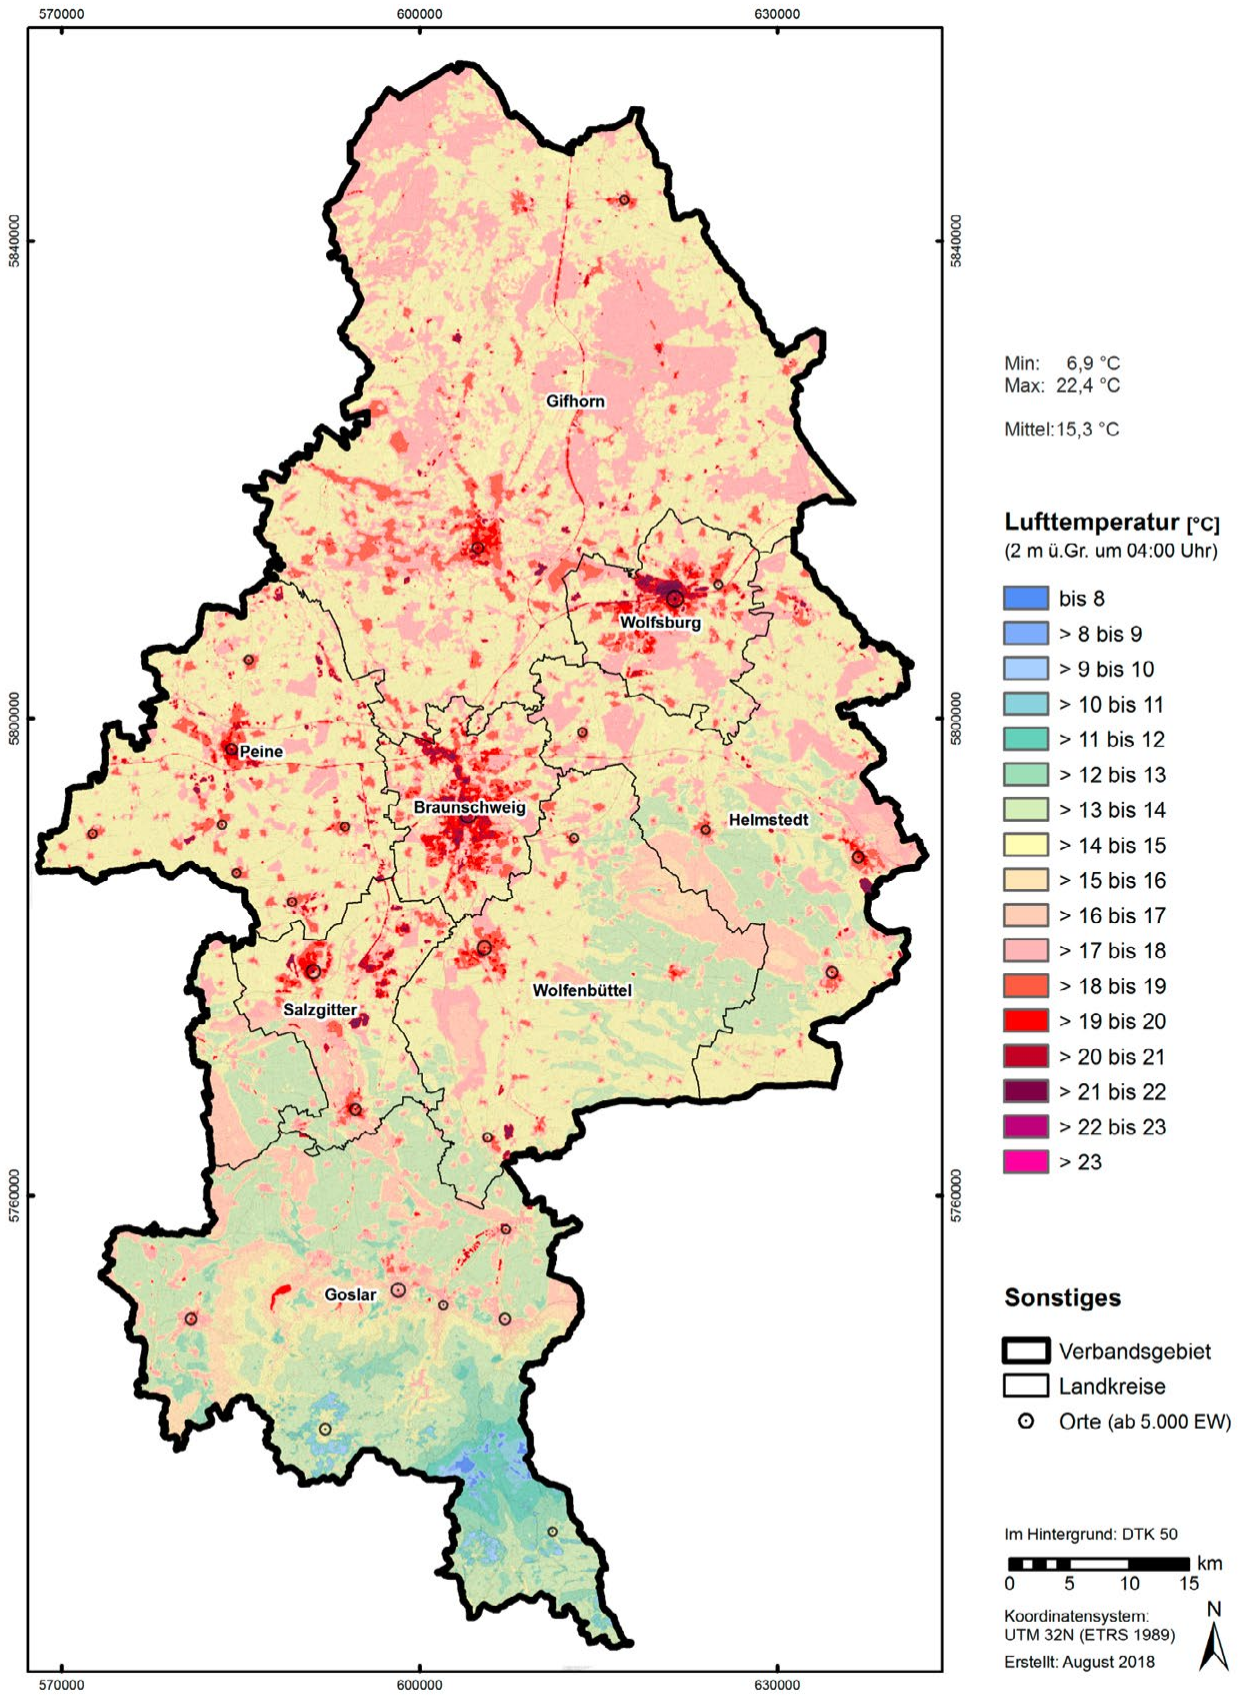 570000
600000
630000
5840000
5840000
Min: 6,9 °C
Max: 22,4 °C
Mittel: 15,3 °C
Gifhorn
Lufttemperatur [°C]
(2 m ü.Gr. um 04:00 Uhr)
bis 8
> 8 bis 9
> 9 bis 10
> 10 bis 11
> 11 bis 12
> 12 bis 13
> 13 bis 14
> 14 bis 15
> 15 bis 16
> 16 bis 17
> 17 bis 18
> 18 bis 19
> 19 bis 20
> 20 bis 21
> 21 bis 22
> 22 bis 23
> 23
Wolfsburg
5800000
5800000
Peine
Braunschweig
Helmstedt
Wolfenbüttel
Salzgitter
5760000
5760000
Goslar
Sonstiges
Verbandsgebiet
Landkreise
Orte (ab 5.000 EW)
Im Hintergrund: DTK 50
km
0 5 10 15
Koordinatensystem:
UTM 32N (ETRS 1989)
Erstellt: August 2018
N
570000
600000
630000